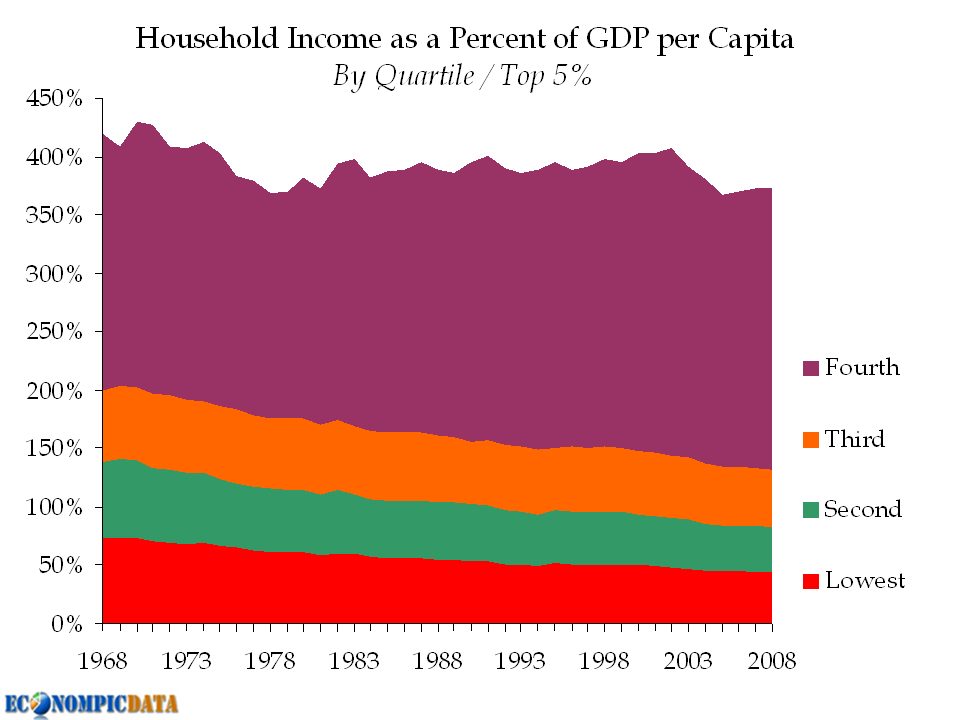 Household Income as a Percent of GDP per Capita
By Quartile / Top 5%
450%
400%
350%
300%
250%
200%
150%
100%
50%
0%
Fourth
Third
Second
Lowest
1968 1973 1978 1983 1988 1993 1998 2003 2008
ECONOMPICDATA